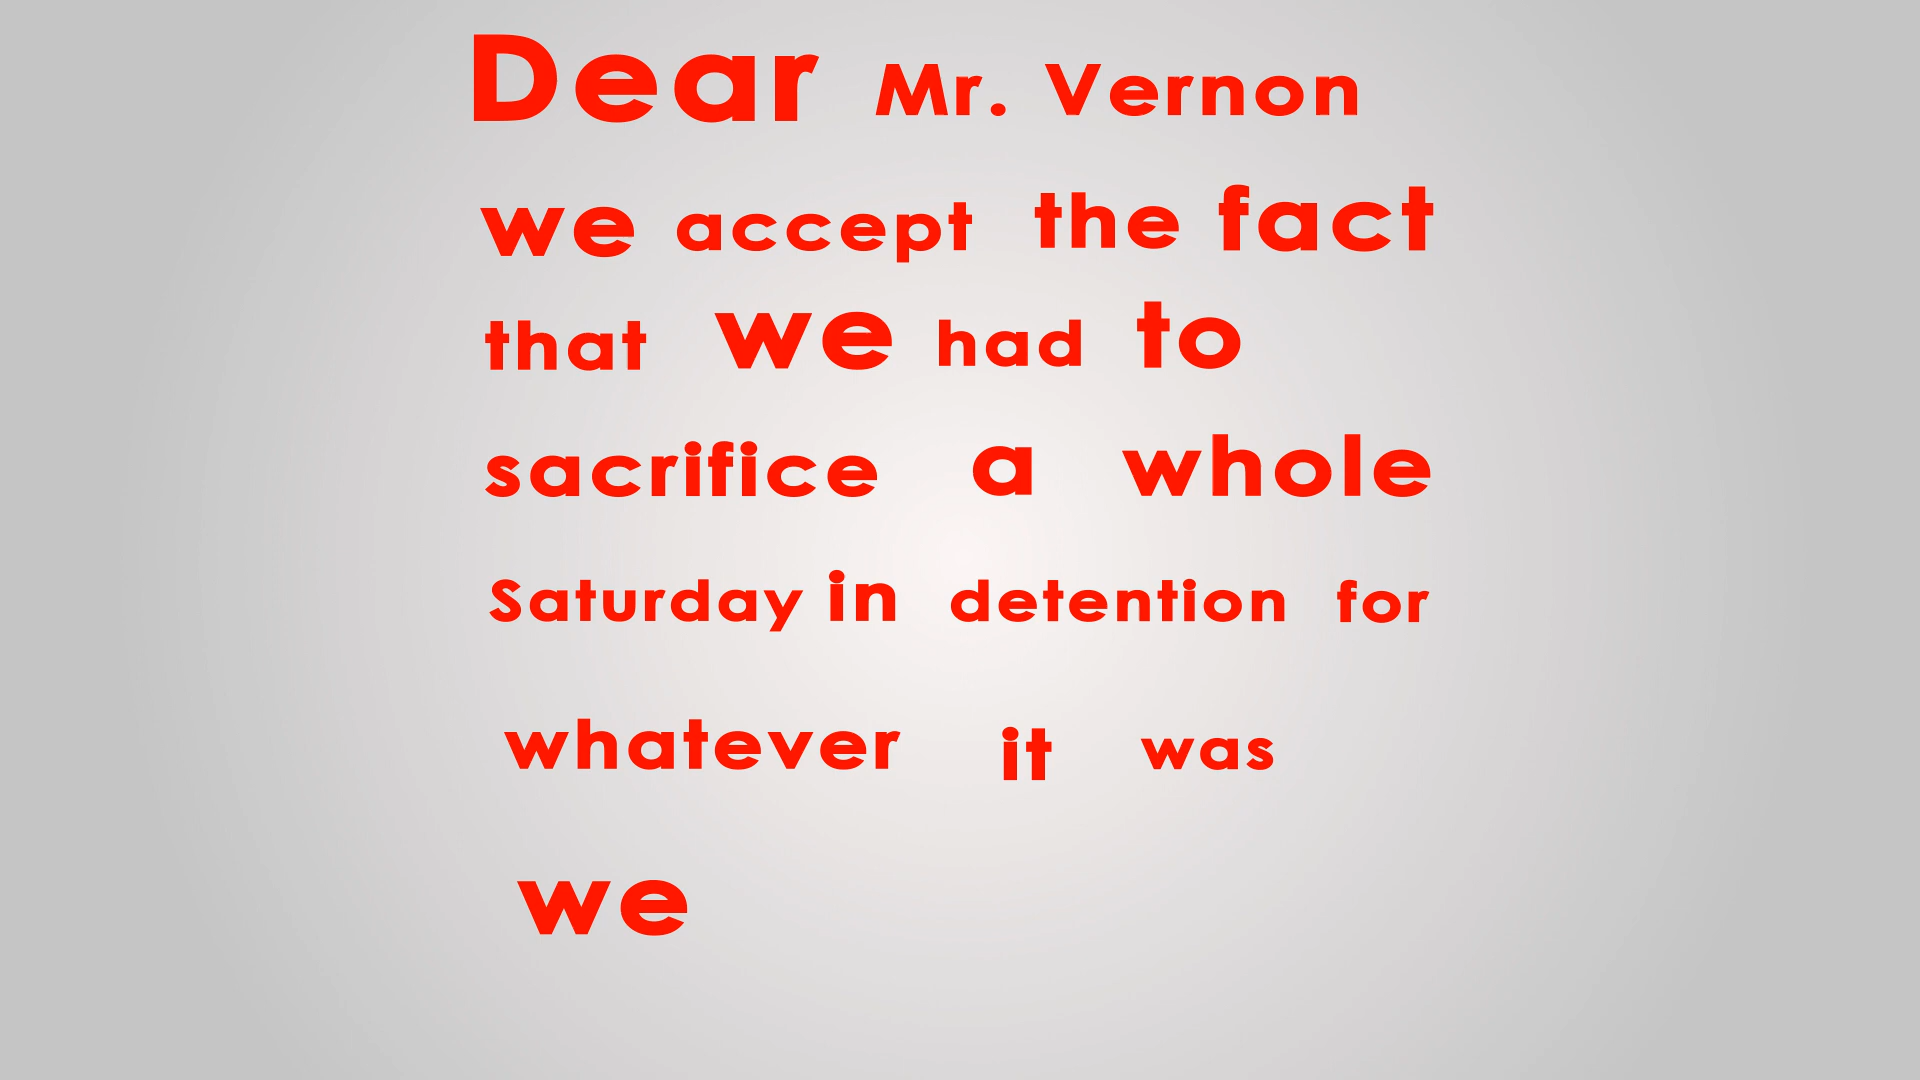 Dear Mr. Vernon
we accept the fact
that we had to
sacrifice a whole
Saturday in detention for
whatever it was
we